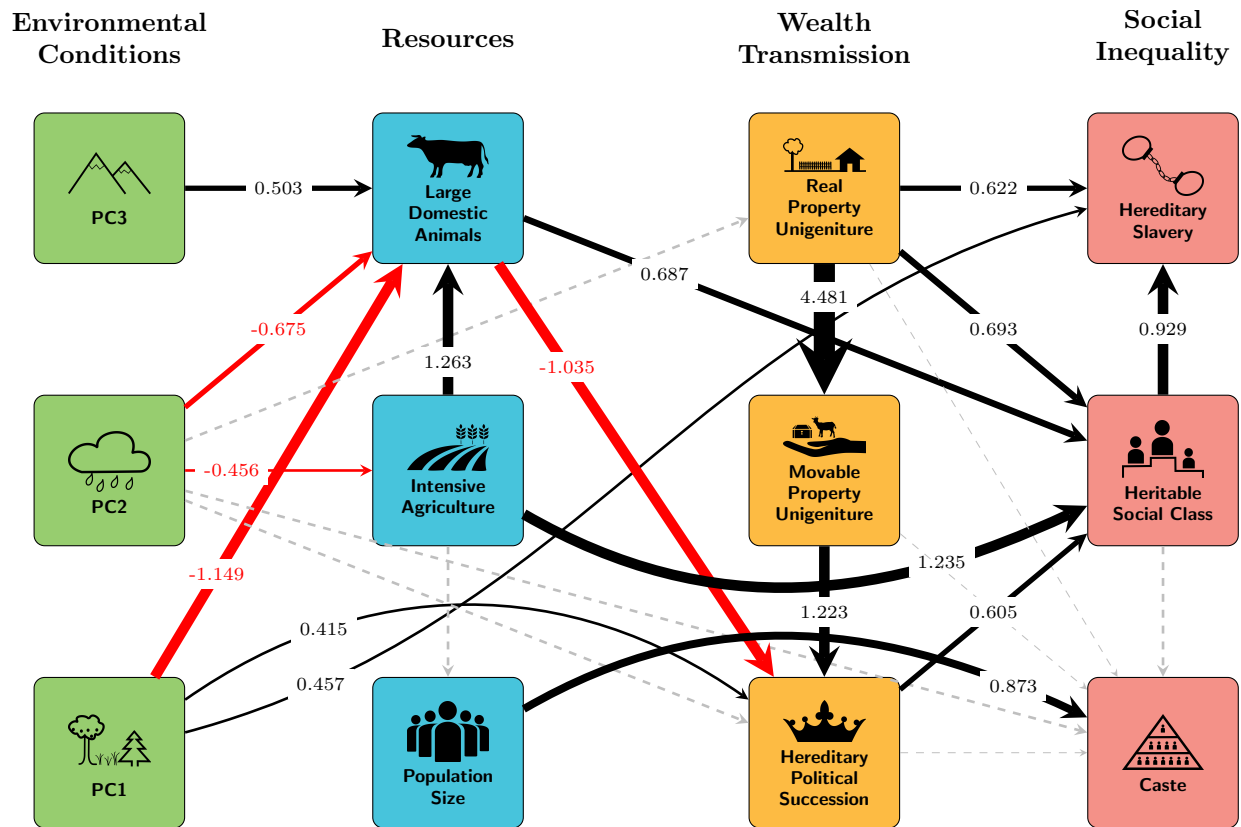 Environmental
Conditions
Resources
Wealth
Transmission
Social
Inequality
PC3
0.503
Large
Domestic
Animals
Real
Property
Unigeniture
0.622
Hereditary
Slavery
0.687
4.481
-0.675
0.693
0.929
1.263
-1.035
PC2
-0.456
Intensive
Agriculture
Movable
Property
Unigeniture
Heritable
Social Class
-1.149
1.235
1.223
0.605
0.415
0.457
0.873
PC1
Population
Size
Hereditary
Political
Succession
Caste